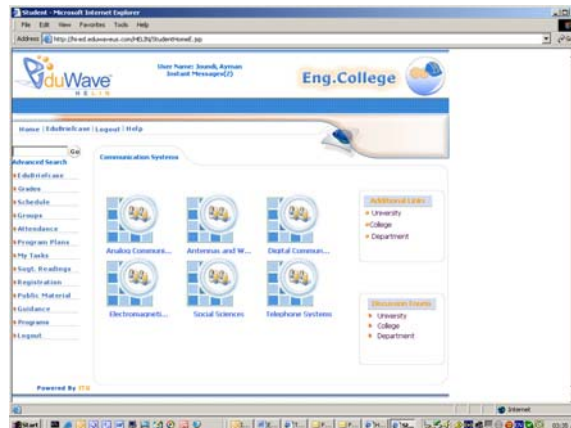 Student - Microsoft Internet Explorer
File Edit View Favorites Tools Help
Address
EduWave
HELIN
User Name: Joundi, Ayman
Instant Messages(2)
Eng.College
Home | EduBriefcase | Logout | Help
Go
Advanced Search
EduBriefcase
Grades
Schedule
Groups
Attendance
Program Plans
My Tasks
Sugt. Readings
Registration
Public Material
Guidance
Programs
Logout
Communication Systems
Analog Communi...
Antennas and W...
Digital Commun...
Electromagneti...
Social Sciences
Telephone Systems
Additional Links
University
College
Department
Discussion Forums
University
College
Department
Powered By ITG
Internet
Start